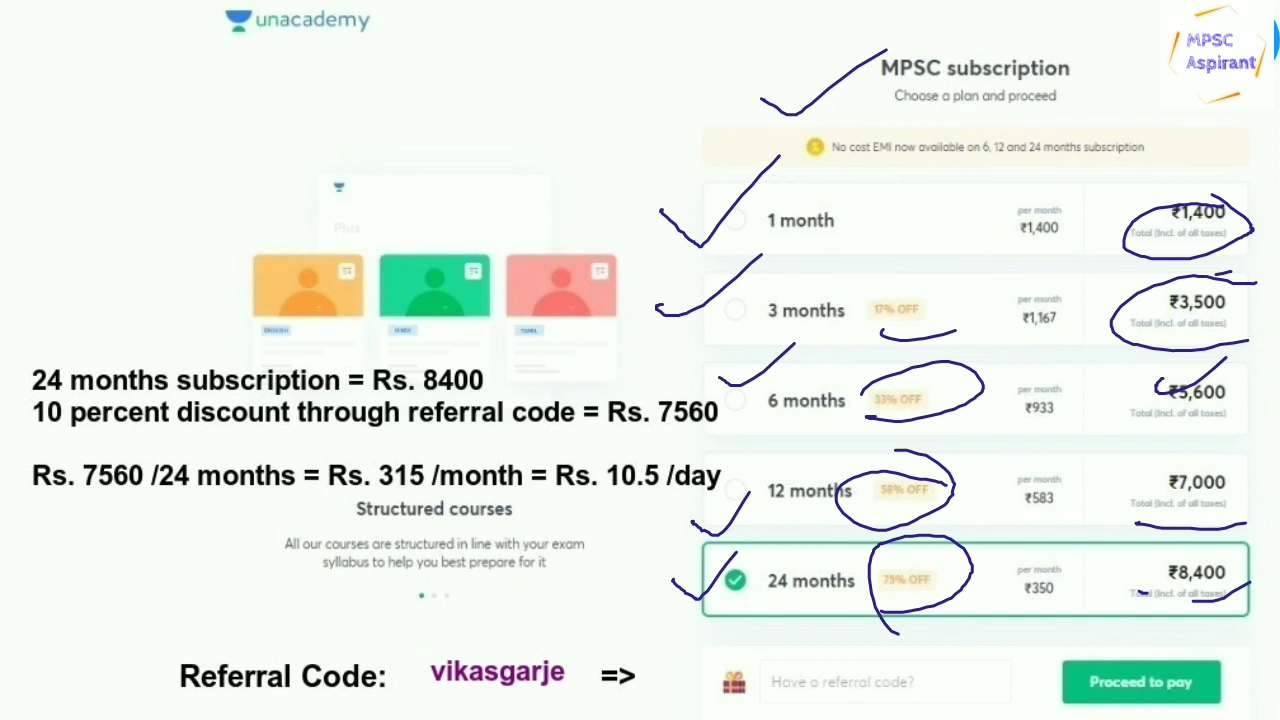 unacademy
MPSC
Aspirant
MPSC subscription
Choose a plan and proceed
No cost EMI now available on 6, 12 and 24 months subscription
Plus
1 month
per month
₹1,400
₹1,400
Total (Incl. of all taxes)
3 months
17% OFF
per month
₹1,167
₹3,500
Total (Incl. of all taxes)
ENGLISH
HINDI
TAMIL
6 months
33% OFF
per month
₹933
₹5,600
Total (Incl. of all taxes)
24 months subscription = Rs. 8400
10 percent discount through referral code = Rs. 7560
Rs. 7560 /24 months = Rs. 315 /month = Rs. 10.5 /day
12 months
58% OFF
per month
₹583
₹7,000
Total (Incl. of all taxes)
Structured courses
All our courses are structured in line with your exam
syllabus to help you best prepare for it
24 months
75% OFF
per month
₹350
₹8,400
Total (Incl. of all taxes)
Referral Code: vikasgarje =>
Have a referral code?
Proceed to pay